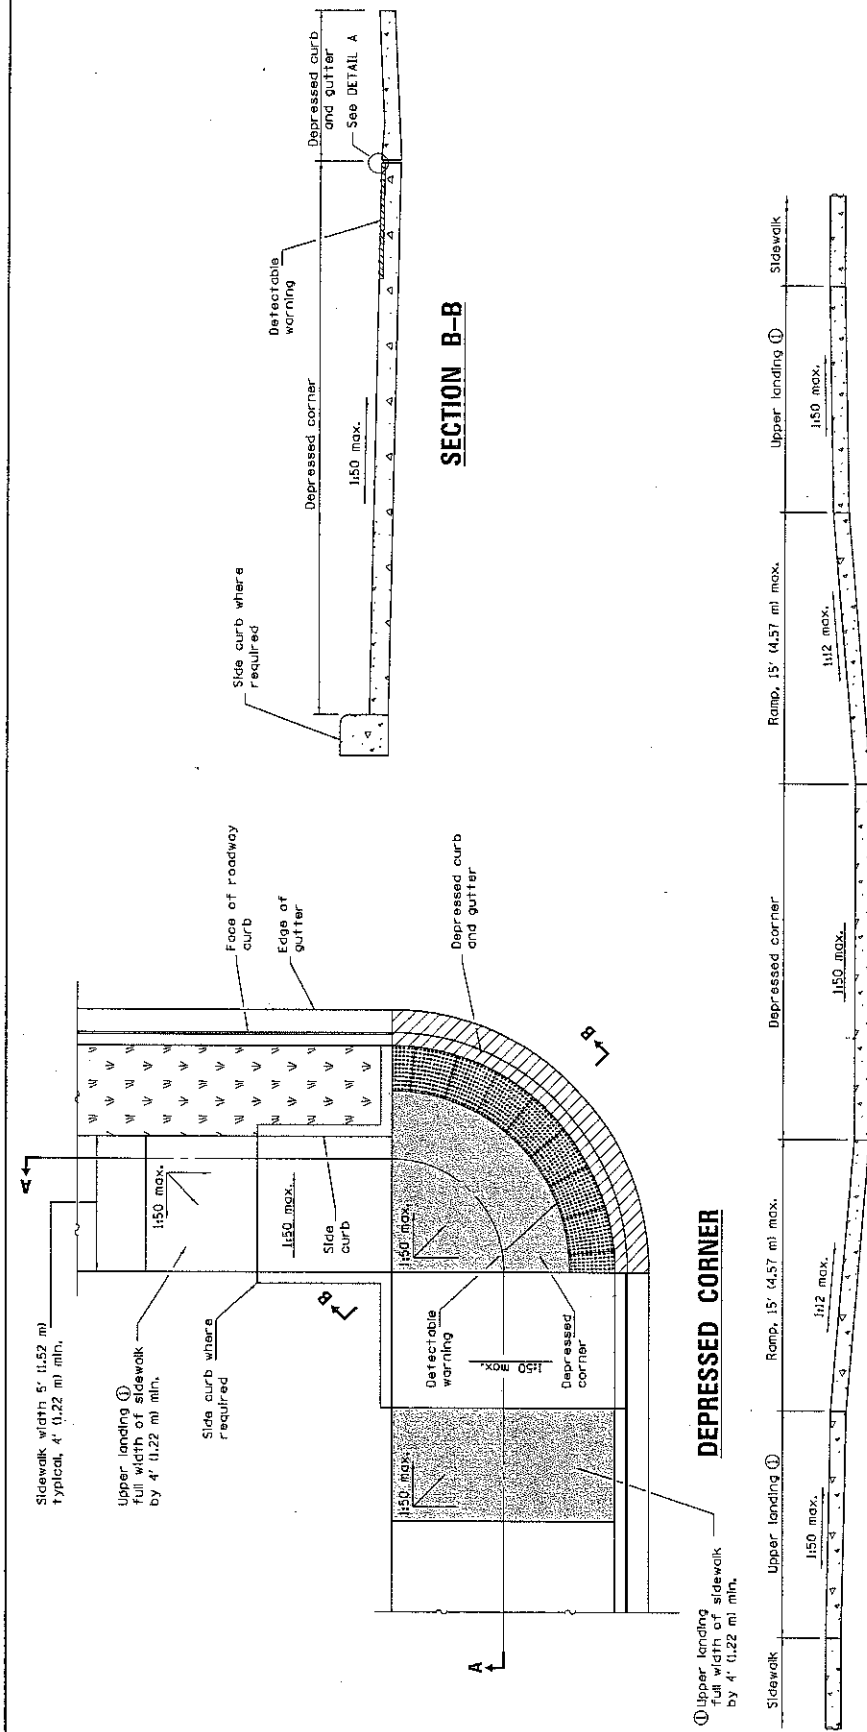 Sidewalk width 5' (1.52 m)
typical, 4' (1.22 m) min.
Upper landing ①
full width of sidewalk
by 4' (1.22 m) min.
Side curb where
required
A
1:50 max.
1:50 max.
Side
curb
B
1:50 max.
Face of roadway
curb
Edge of
gutter
Depressed curb
and gutter
B
Detectable
warning
1:50 max.
Depressed
corner
1:50 max.
A
① Upper landing
full width of sidewalk
by 4' (1.22 m) min.
DEPRESSED CORNER
Side curb where
required
Depressed corner
1:50 max.
Detectable
warning
Depressed curb
and gutter
See DETAIL A
SECTION B-B
Sidewalk
Upper landing ①
1:50 max.
Ramp, 15' (4.57 m) max.
1:12 max.
Depressed corner
1:50 max.
Ramp, 15' (4.57 m) max.
1:12 max.
Upper landing ①
1:50 max.
Sidewalk